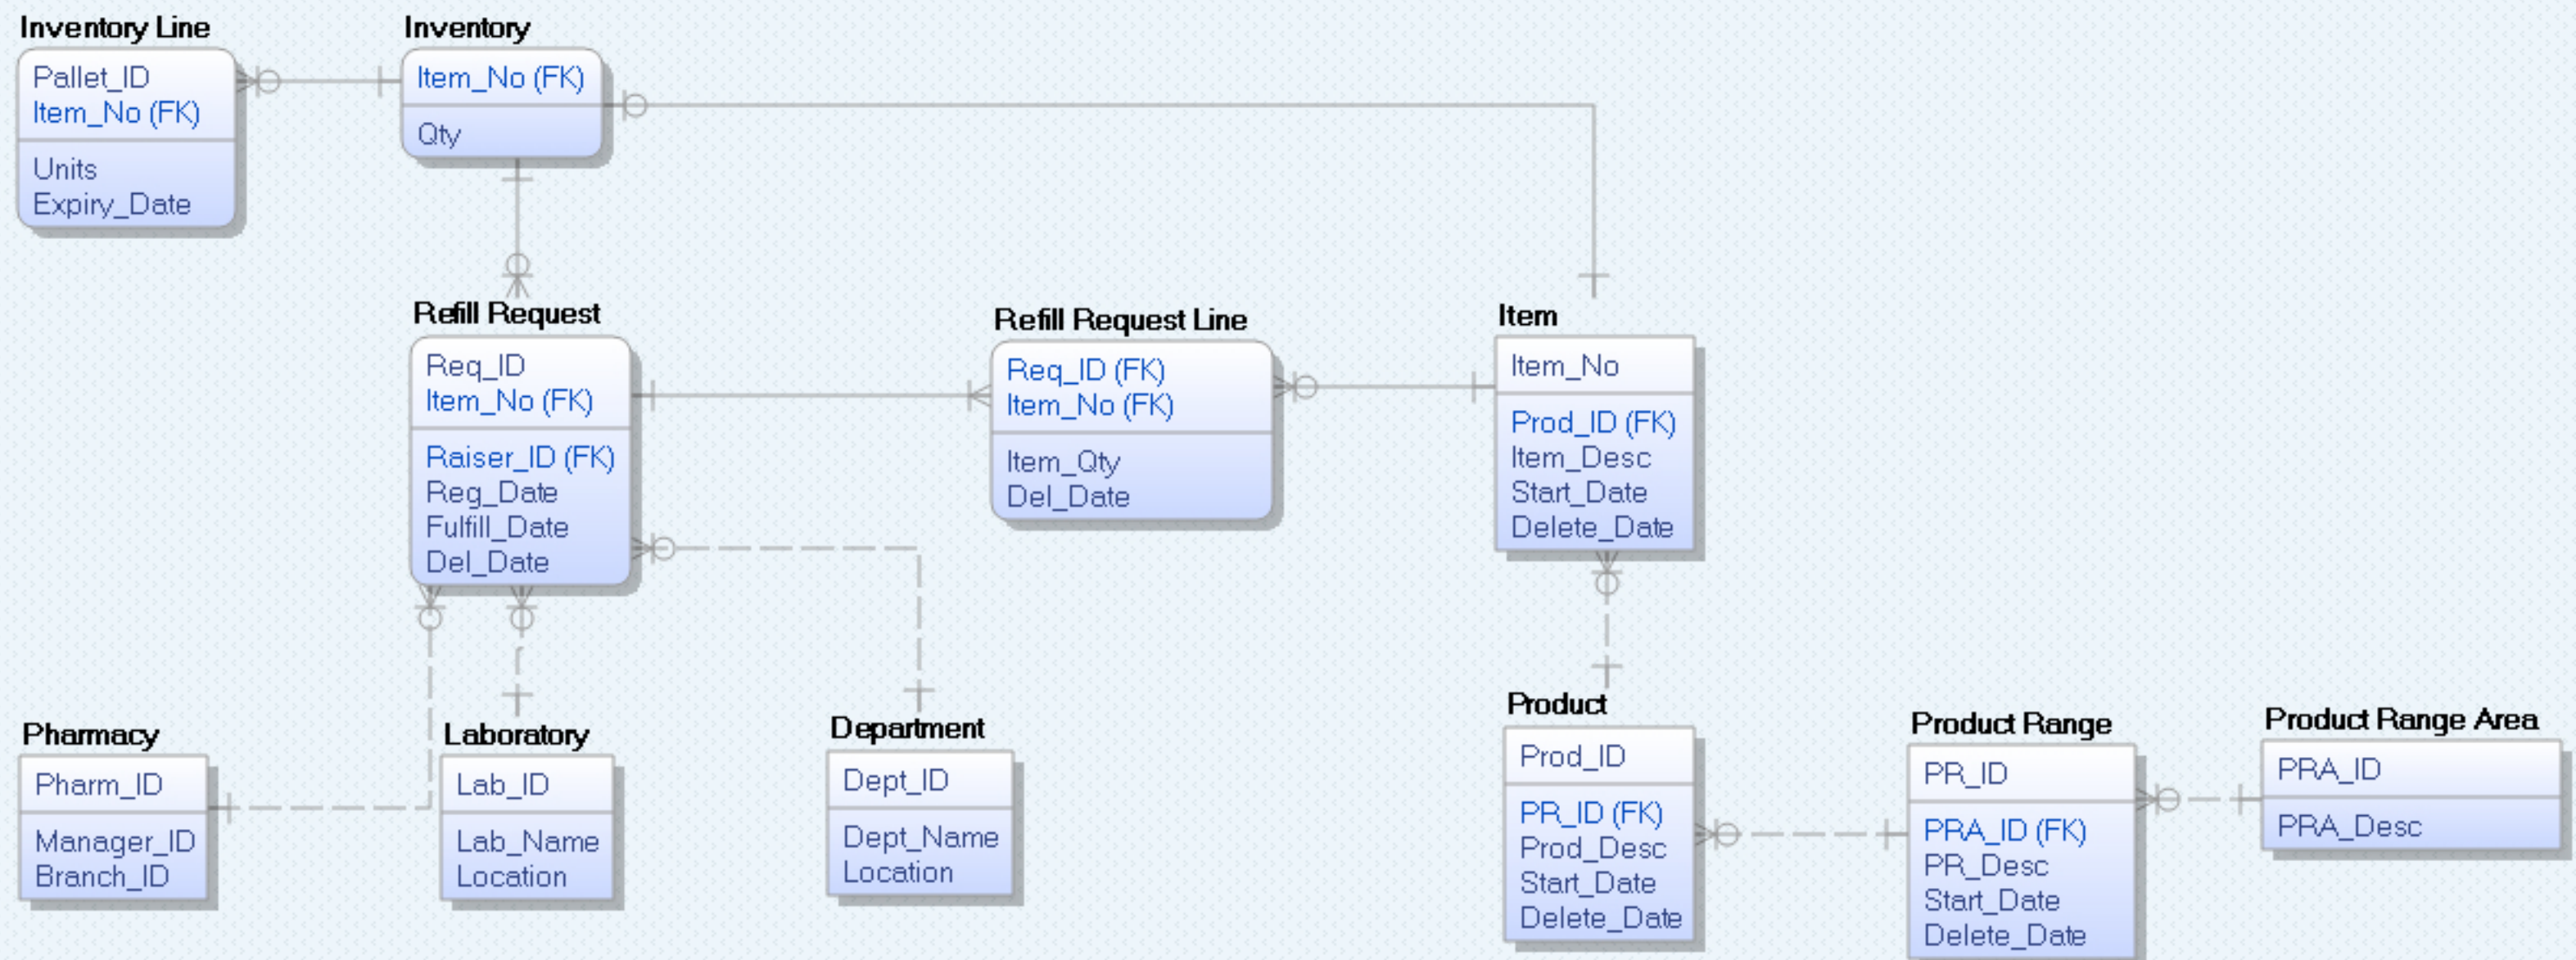 Inventory Line
Pallet_ID
Item_No (FK)
Units
Expiry_Date
Inventory
Item_No (FK)
Qty
Refill Request
Req_ID
Item_No (FK)
Raiser_ID (FK)
Reg_Date
Fulfill_Date
Del_Date
Refill Request Line
Req_ID (FK)
Item_No (FK)
Item_Qty
Del_Date
Item
Item_No
Prod_ID (FK)
Item_Desc
Start_Date
Delete_Date
Pharmacy
Pharm_ID
Manager_ID
Branch_ID
Laboratory
Lab_ID
Lab_Name
Location
Department
Dept_ID
Dept_Name
Location
Product
Prod_ID
PR_ID (FK)
Prod_Desc
Start_Date
Delete_Date
Product Range
PR_ID
PRA_ID (FK)
PR_Desc
Start_Date
Delete_Date
Product Range Area
PRA_ID
PRA_Desc